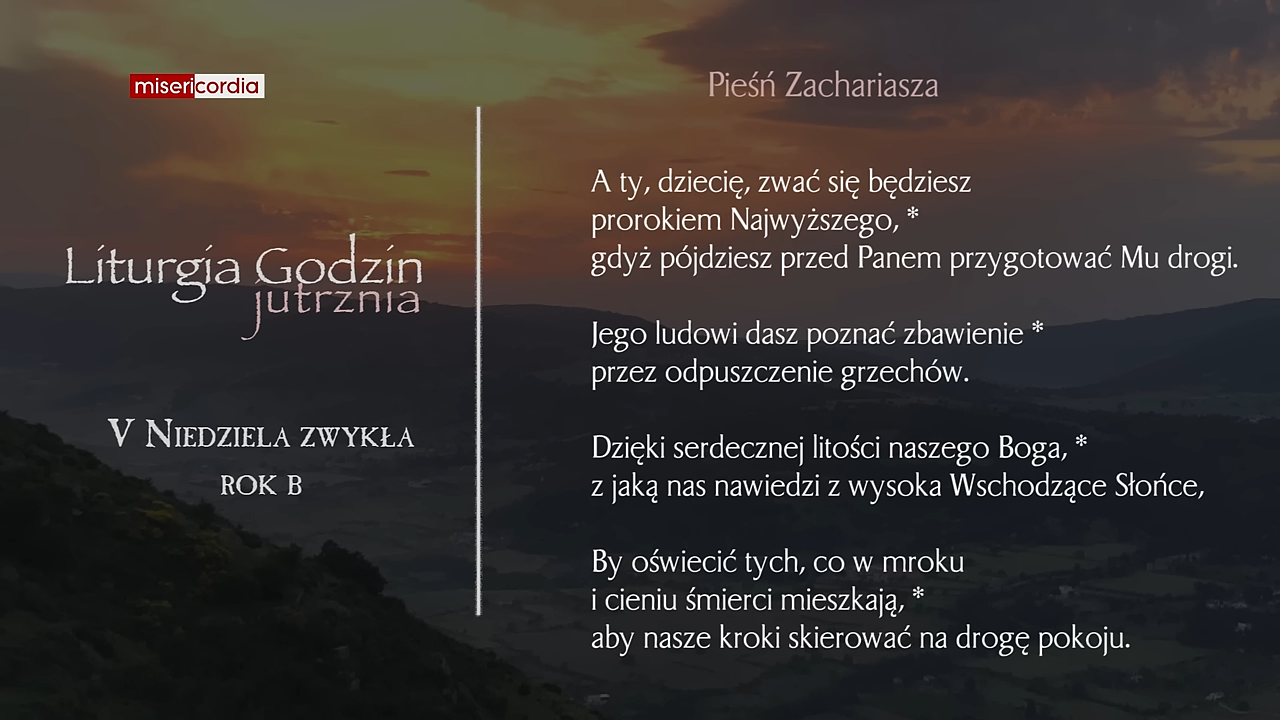 misericordia
Liturgia Godzin
jutrznia
V Niedziela zwykła
rok B
Pieśń Zachariasza
A ty, dziecię, zwać się będziesz
prorokiem Najwyższego, *
gdyż pójdziesz przed Panem przygotować Mu drogi.
Jego ludowi dasz poznać zbawienie *
przez odpuszczenie grzechów.
Dzięki serdecznej litości naszego Boga, *
z jaką nas nawiedzi z wysoka Wschodzące Słońce,
By oświecić tych, co w mroku
i cieniu śmierci mieszkają, *
aby nasze kroki skierować na drogę pokoju.